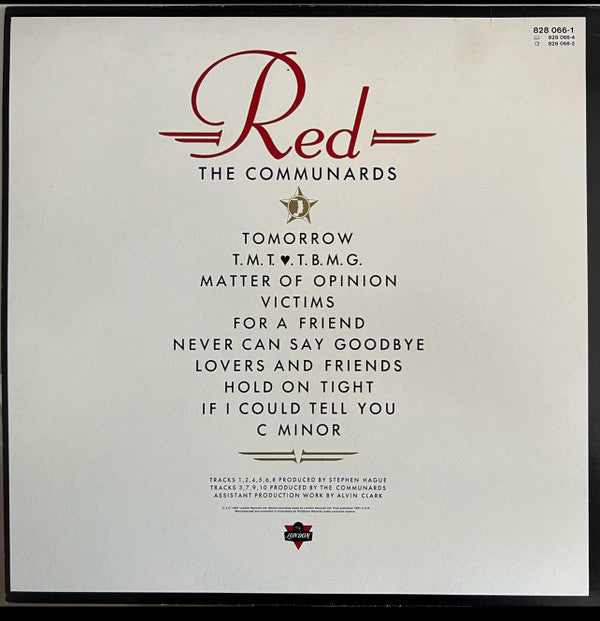 828 066-1
828 066-4
828 066-2
Red
THE COMMUNARDS
TOMORROW
T.M.T.♥.T.B.M.G.
MATTER OF OPINION
VICTIMS
FOR A FRIEND
NEVER CAN SAY GOODBYE
LOVERS AND FRIENDS
HOLD ON TIGHT
IF I COULD TELL YOU
C MINOR
TRACKS 1,2,4,5,6,8 PRODUCED BY STEPHEN HAGUE
TRACKS 3,7,9,10 PRODUCED BY THE COMMUNARDS
ASSISTANT PRODUCTION WORK BY ALVIN CLARK
LONDON